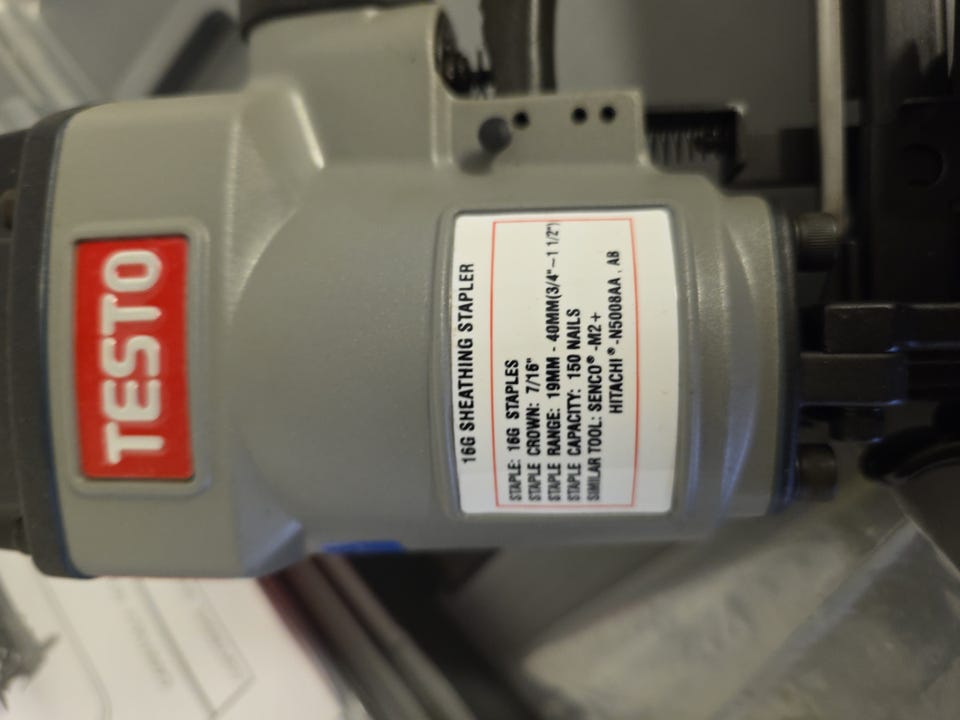 TESTO
16G SHEATHING STAPLER
STAPLE: 16G STAPLES
STAPLE CROWN: 7/16"
STAPLE RANGE: 19MM - 40MM(3/4"–1 1/2")
STAPLE CAPACITY: 150 NAILS
SIMILAR TOOL: SENCO® -M2+
HITACHI® -N5008AA , AB